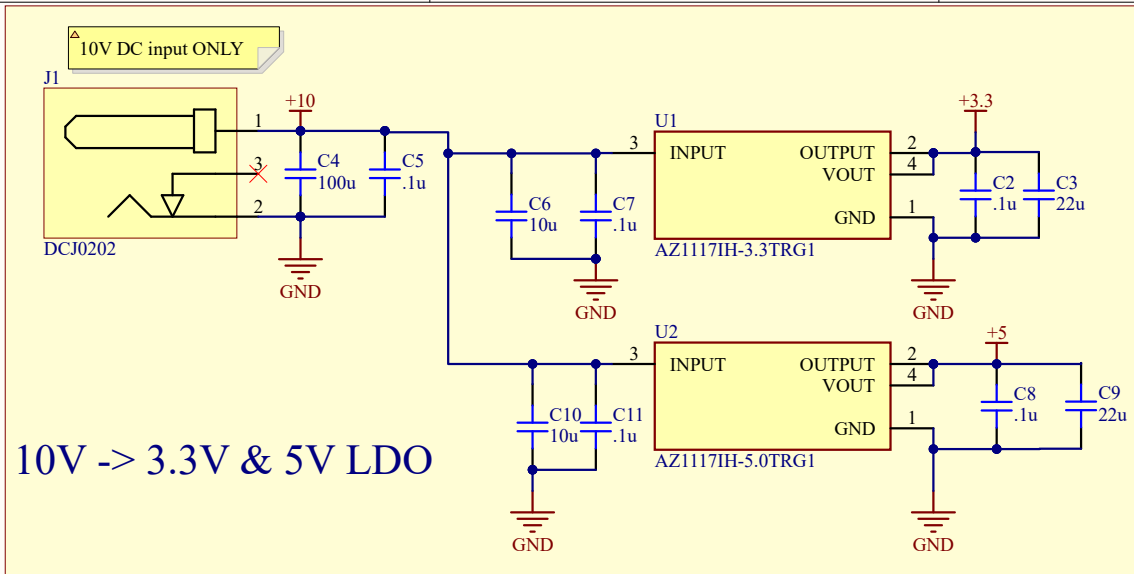 10V DC input ONLY
J1
1
3
2
DCJ0202
+10
C4
100u
C5
.1u
GND
C6
10u
C7
.1u
GND
U1
3
INPUT
OUTPUT
VOUT
GND
2
4
1
AZ1117IH-3.3TRG1
+3.3
C2
.1u
C3
22u
GND
U2
3
INPUT
OUTPUT
VOUT
GND
2
4
1
AZ1117IH-5.0TRG1
+5
C8
.1u
C9
22u
GND
C10
10u
C11
.1u
GND
10V -> 3.3V & 5V LDO